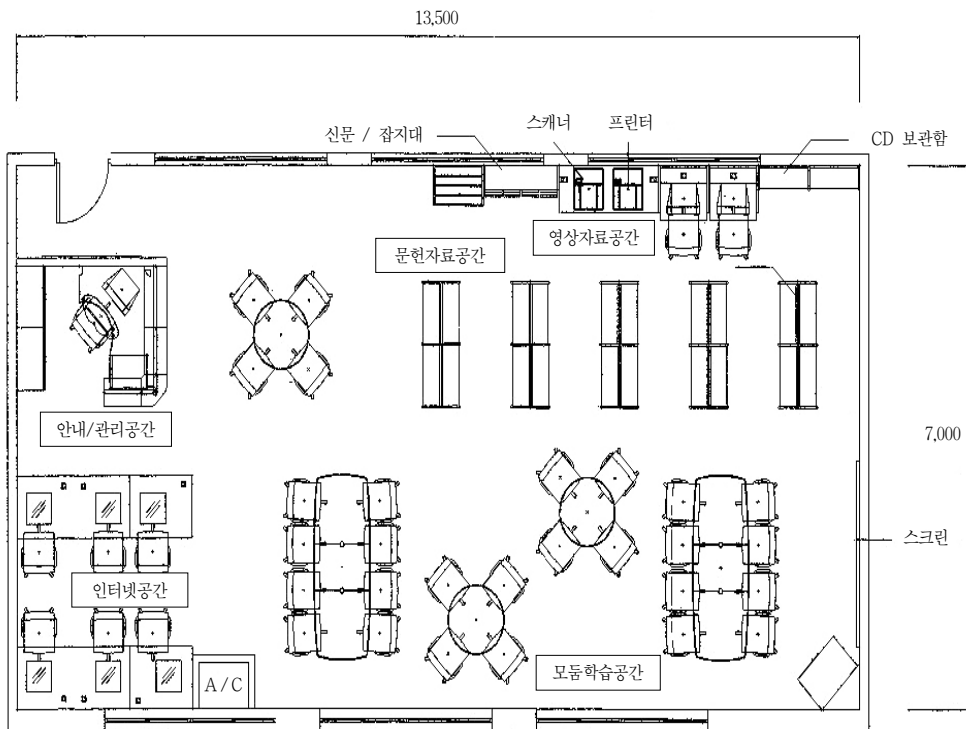 13,500
스캐너 프린터
신문 / 잡지대
CD 보관함
영상자료공간
문헌자료공간
안내/관리공간
7,000
스크린
인터넷공간
모둠학습공간
A/C